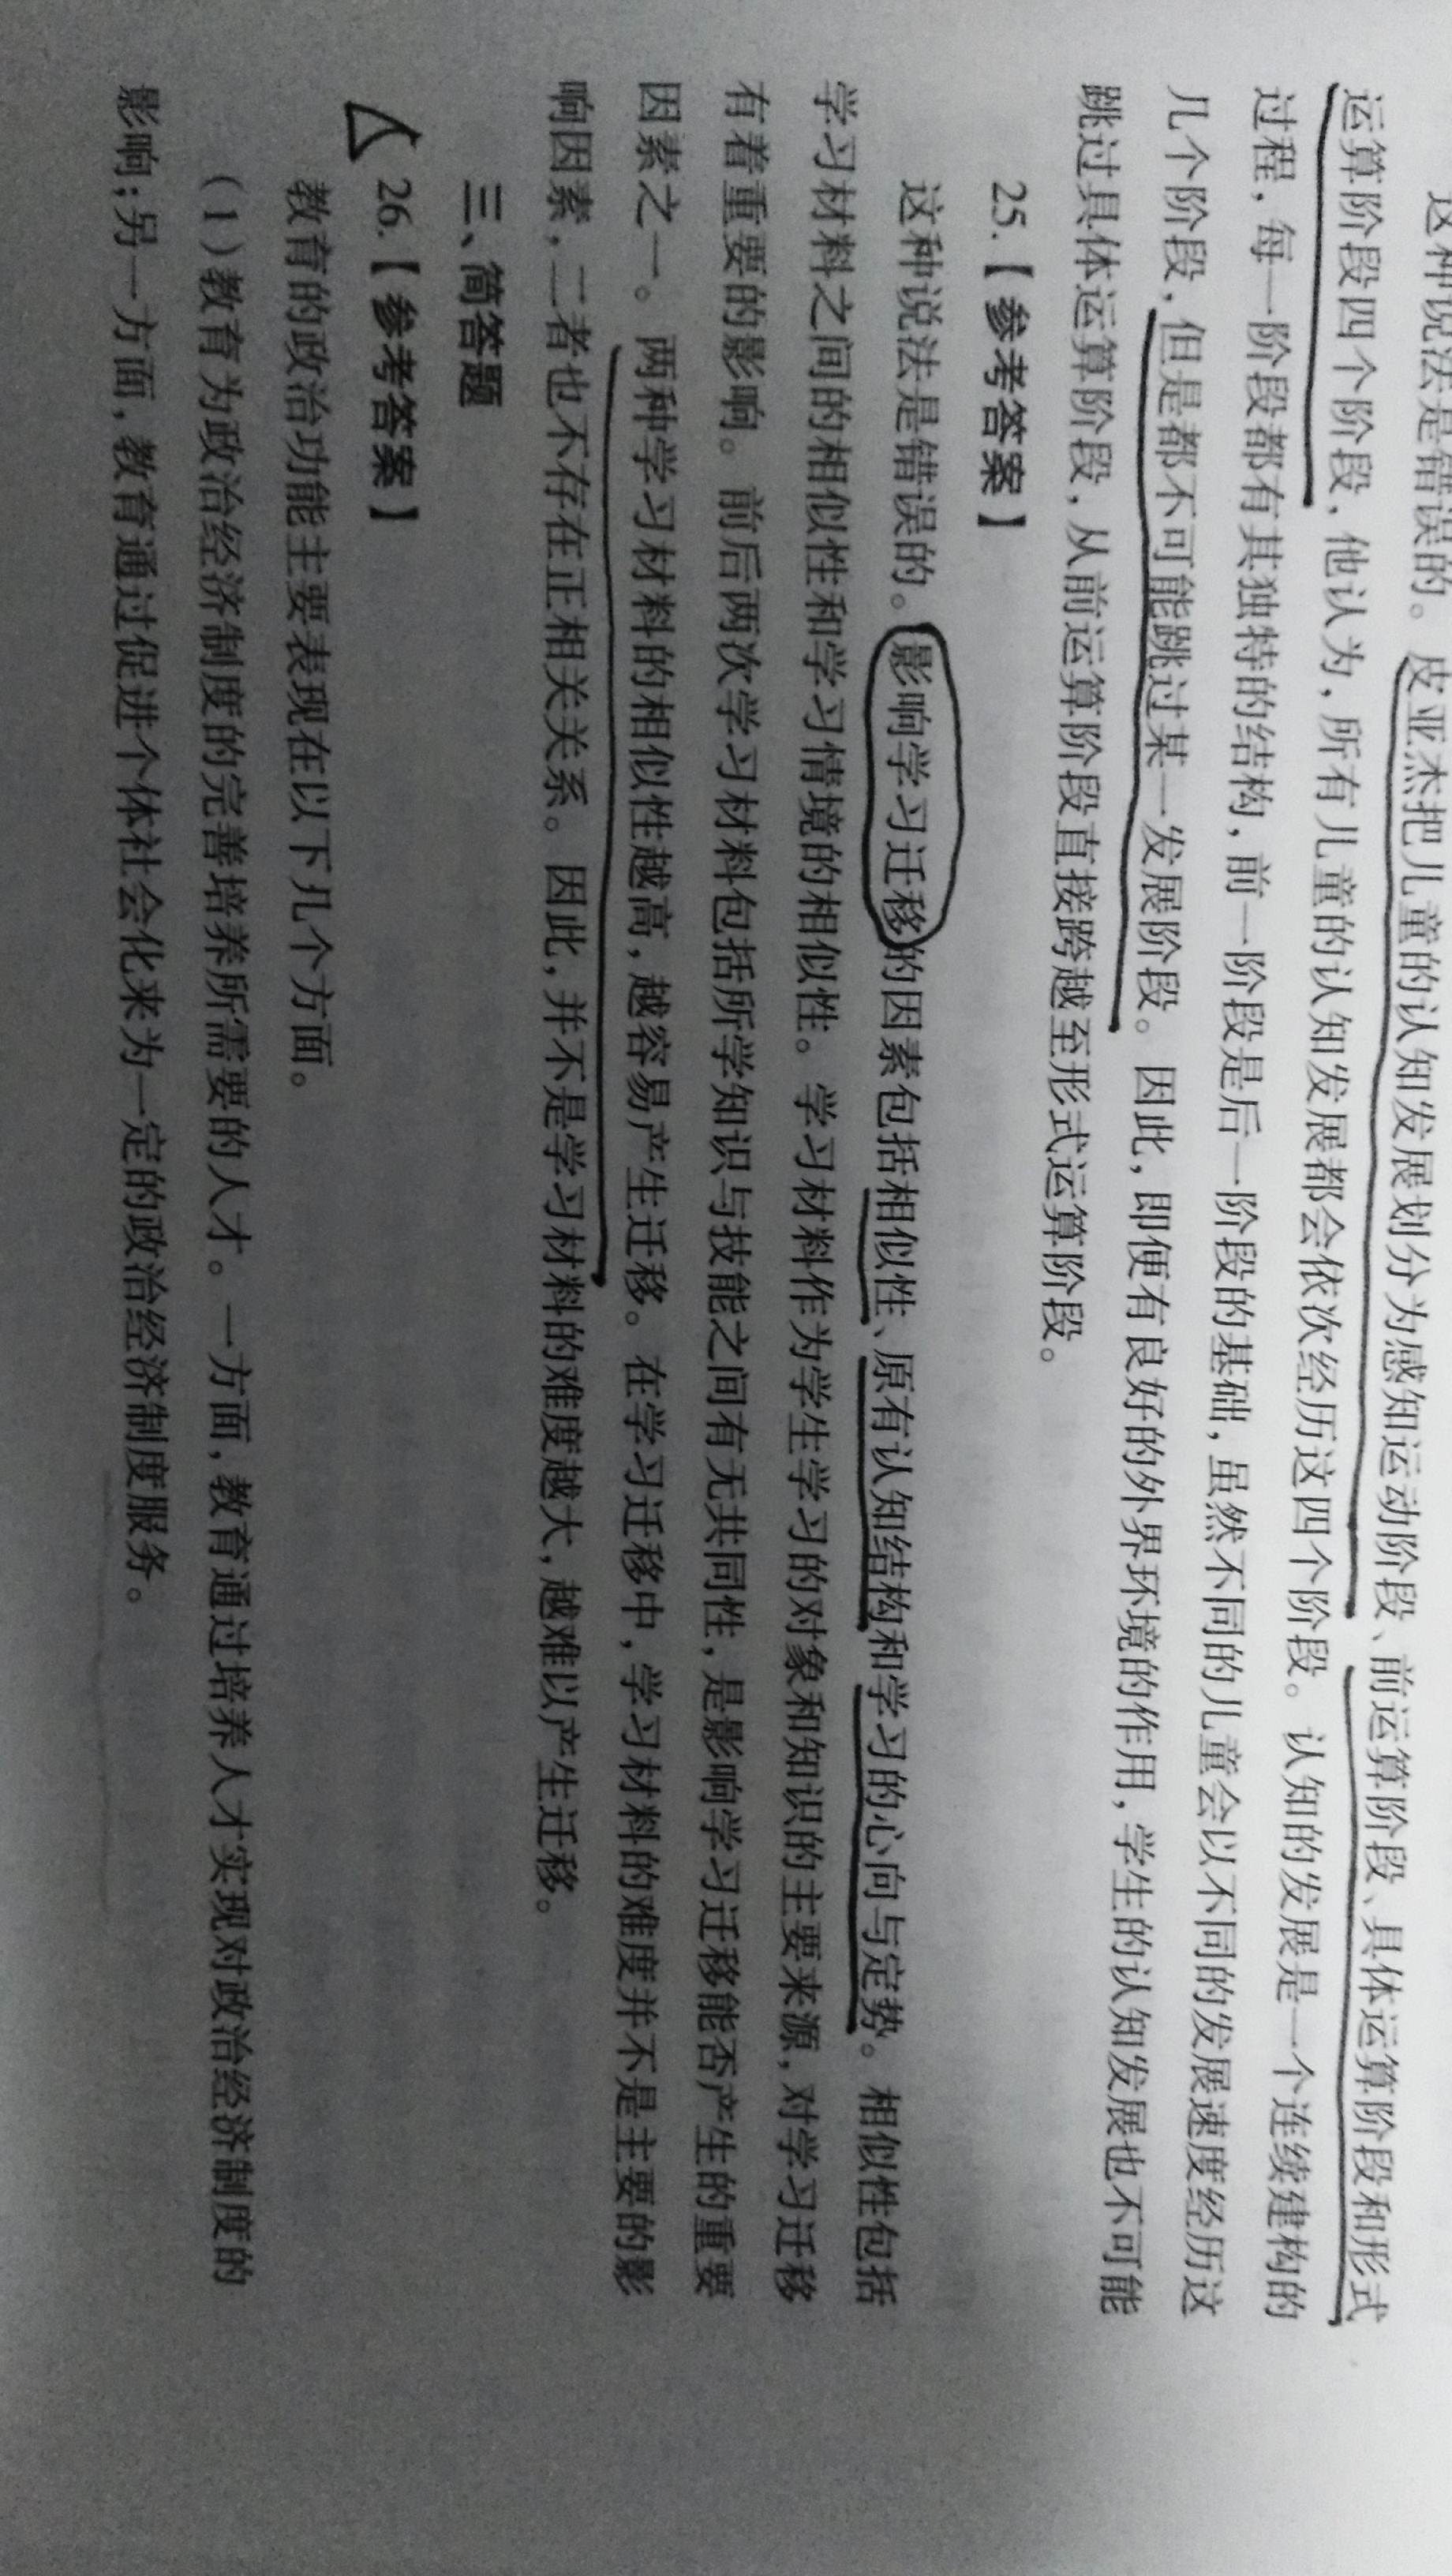 这种说法是错误的。皮亚杰把儿童的认知发展划分为感知运动阶段、前运算阶段、具体运算阶段和形式
运算阶段四个阶段，他认为，所有儿童的认知发展都会依次经历这四个阶段。认知的发展是一个连续建构的
过程，每一阶段都有其独特的结构，前一阶段是后一阶段的基础，虽然不同的儿童会以不同的发展速度经历这
几个阶段，但是都不可能跳过某一发展阶段。因此，即便有良好的外界环境的作用，学生的认知发展也不可能
跳过具体运算阶段，从前运算阶段直接跨越至形式运算阶段。
25.【参考答案】
这种说法是错误的。影响学习迁移的因素包括相似性、原有认知结构和学习的心向与定势。相似性包括
学习材料之间的相似性和学习情境的相似性。学习材料作为学生学习的对象和知识的主要来源，对学习迁移
有着重要的影响。前后两次学习材料包括所学知识与技能之间有无共同性，是影响学习迁移能否产生的重要
因素之一。两种学习材料的相似性越高，越容易产生迁移。在学习迁移中，学习材料的难度并不是主要的影
响因素，二者也不存在正相关关系。因此，并不是学习材料的难度越大，越难以产生迁移。
三、简答题
26.【参考答案】
教育的政治功能主要表现在以下几个方面。
（1）教育为政治经济制度的完善培养所需要的人才。一方面，教育通过培养人才实现对政治经济制度的
影响；另一方面，教育通过促进个体社会化来为一定的政治经济制度服务。